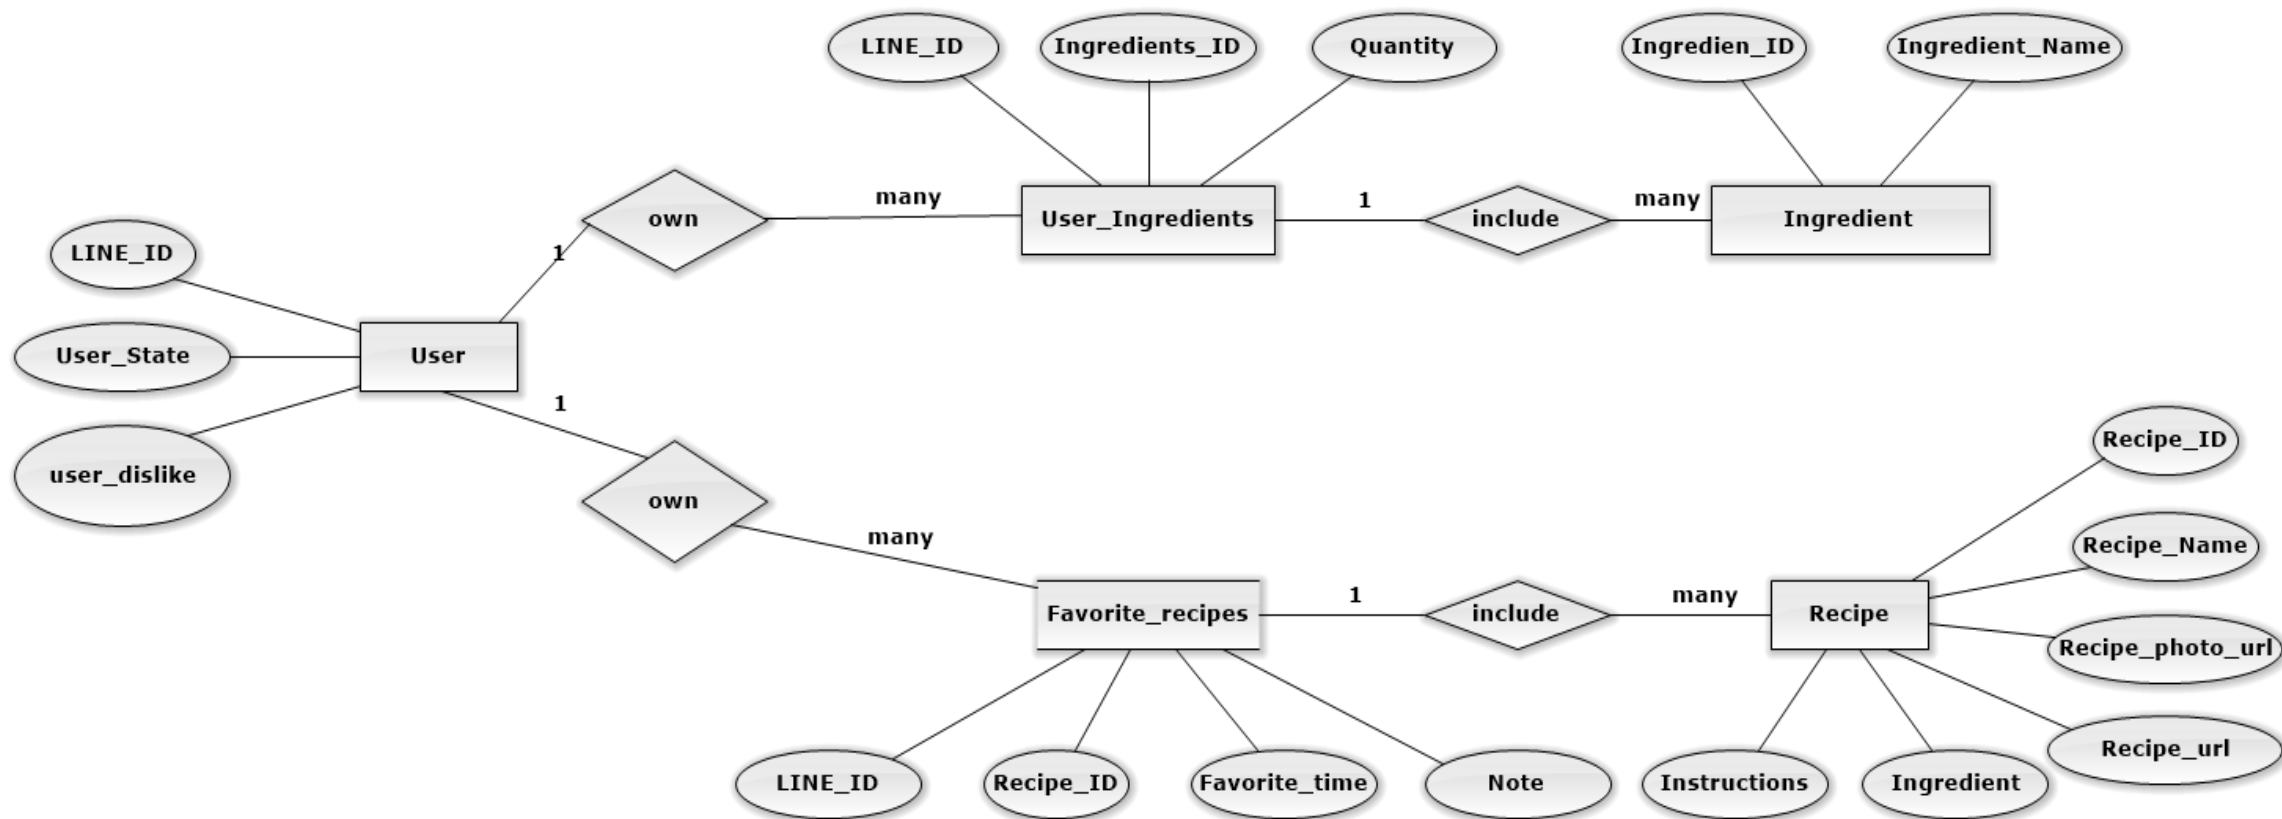 LINE_ID
Ingredients_ID
Quantity
Ingredien_ID
Ingredient_Name
own
many
User_Ingredients
1
include
many
Ingredient
1
LINE_ID
User_State
User
user_dislike
1
own
many
Favorite_recipes
1
include
many
Recipe
Recipe_ID
Recipe_Name
Recipe_photo_url
Recipe_url
LINE_ID
Recipe_ID
Favorite_time
Note
Instructions
Ingredient